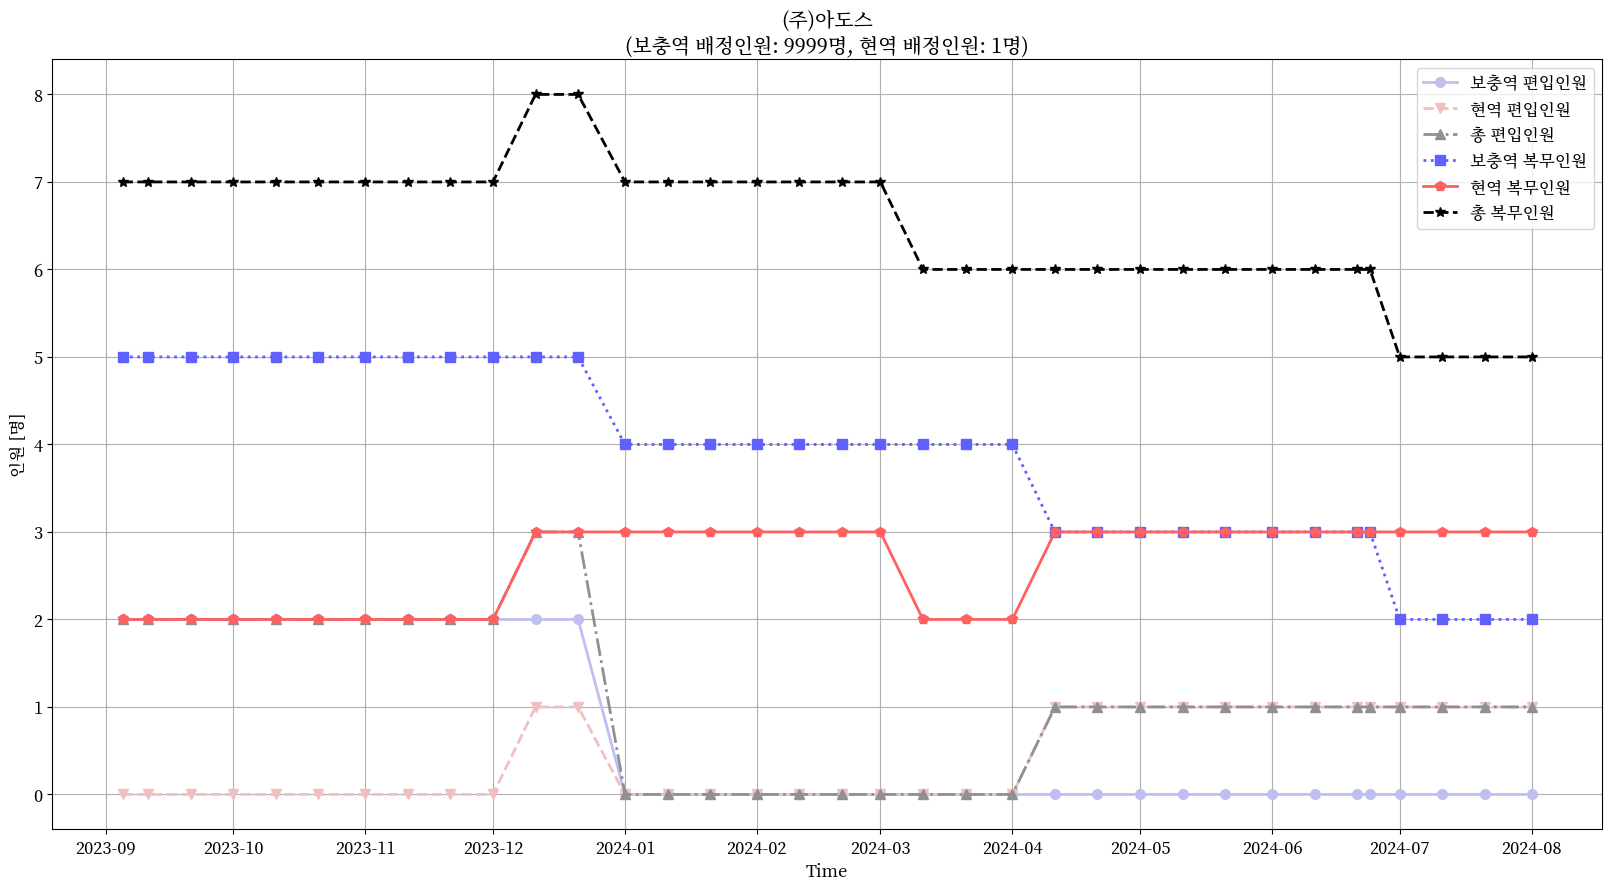 (주)아도스
(보충역 배정인원: 9999명, 현역 배정인원: 1명)
보충역 편입인원
현역 편입인원
총 편입인원
보충역 복무인원
현역 복무인원
총 복무인원
인원 [명]
8
7
6
5
4
3
2
1
0
2023-09 2023-10 2023-11 2023-12 2024-01 2024-02 2024-03 2024-04 2024-05 2024-06 2024-07 2024-08
Time